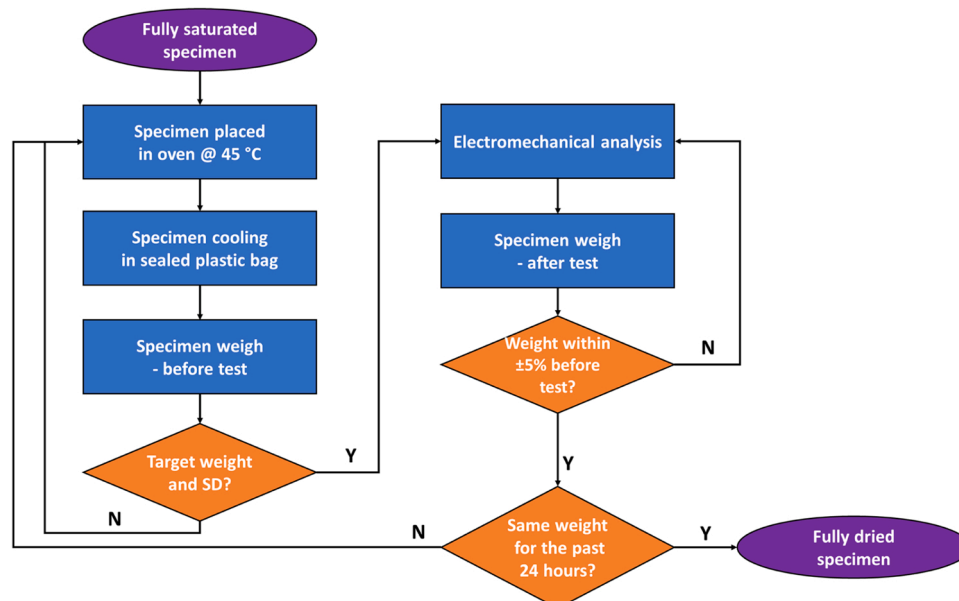 Fully saturated
specimen
Specimen placed
in oven @ 45 °C
Specimen cooling
in sealed plastic bag
Specimen weigh
- before test
Target weight
and SD?
Y
N
Electromechanical analysis
Specimen weigh
- after test
Weight within
±5% before
test?
N
Y
Same weight
for the past
24 hours?
N
Y
Fully dried
specimen